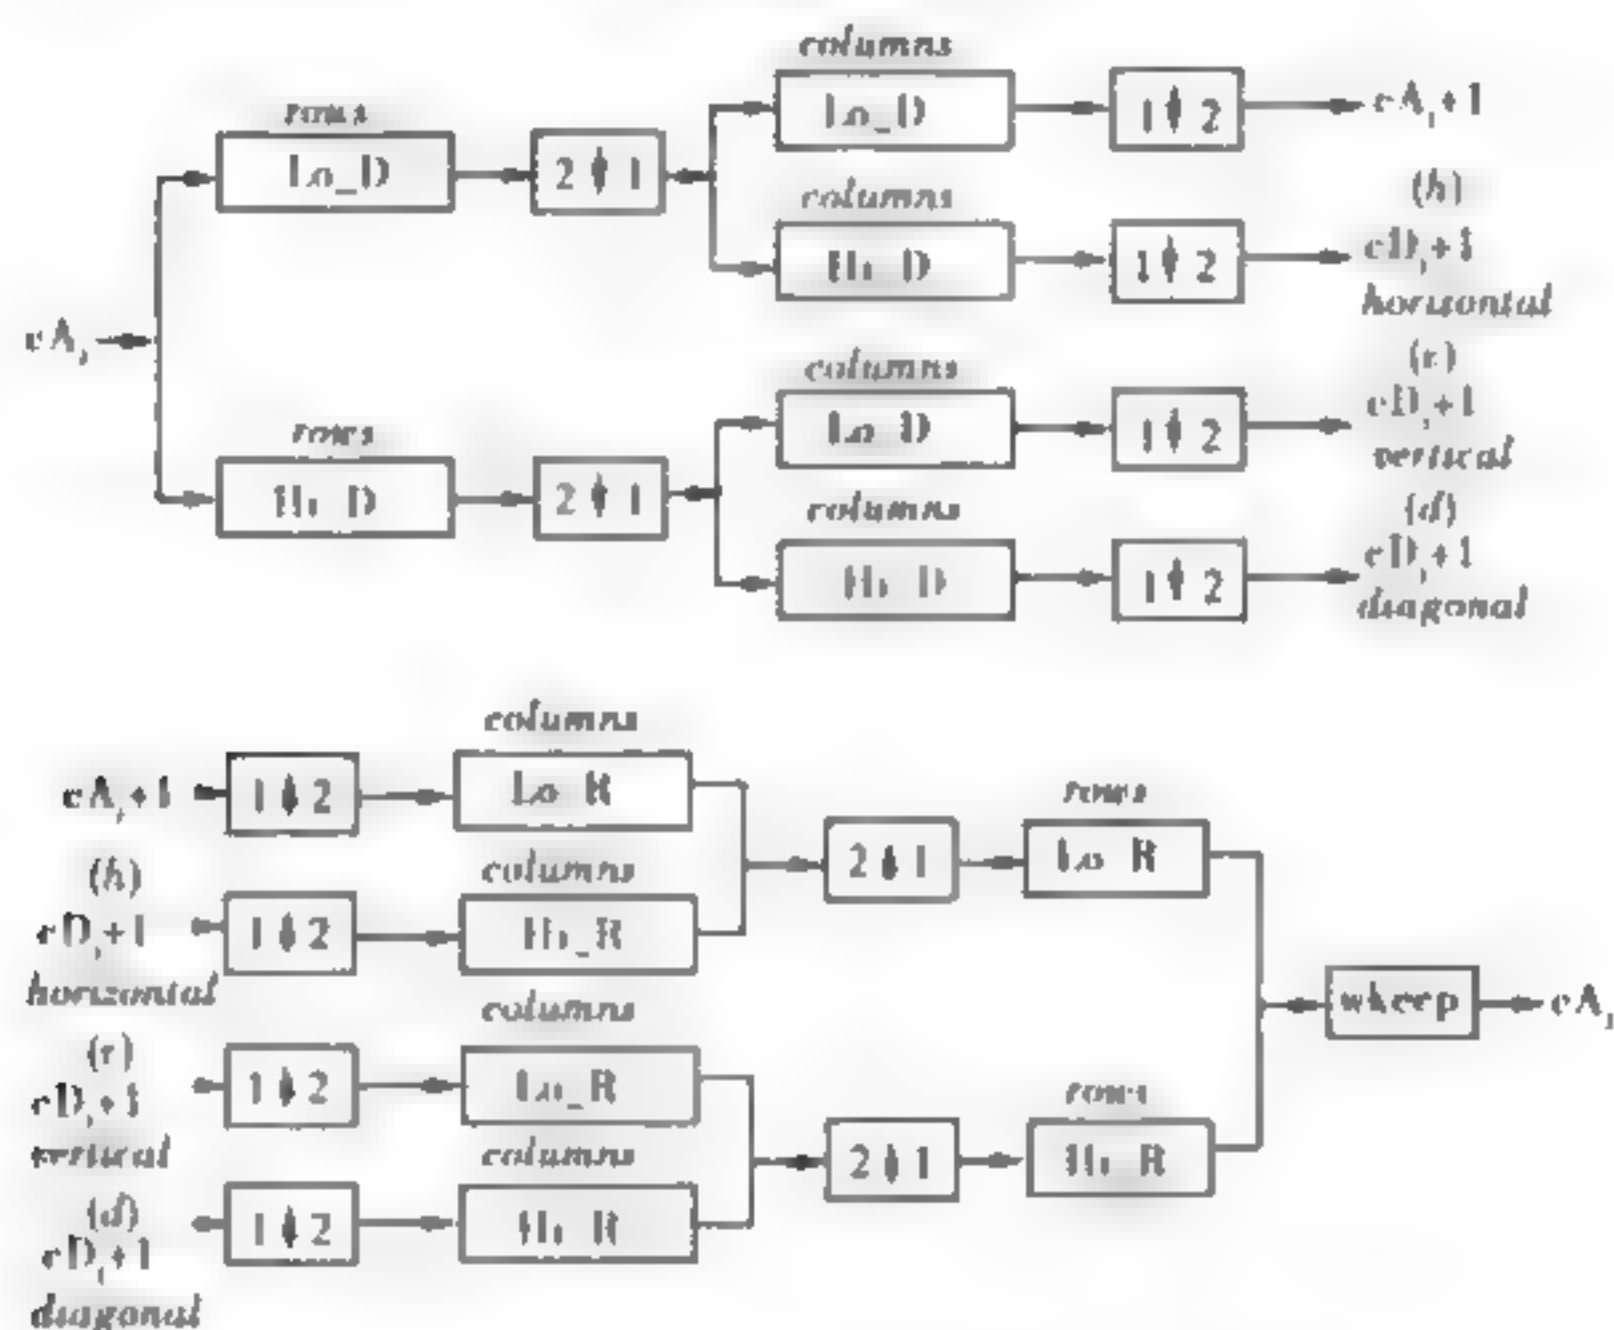 columns
rows
Lo_D
1 ↓ 2
cA_j+1
Lo_D
2 ↓ 1
columns
(h)
Hi_D
1 ↓ 2
cD_j+1
horizontal
cA_j
columns
(v)
Lo_D
1 ↓ 2
cD_j+1
vertical
rows
Hi_D
2 ↓ 1
columns
(d)
Hi_D
1 ↓ 2
cD_j+1
diagonal
columns
cA_j+1
1 ↑ 2
Lo_R
rows
2 ↑ 1
Lo_R
(h)
columns
cD_j+1
1 ↑ 2
Hi_R
horizontal
columns
wkeep
cA_j
(v)
cD_j+1
1 ↑ 2
Lo_R
vertical
rows
2 ↑ 1
Hi_R
columns
(d)
1 ↑ 2
Hi_R
cD_j+1
diagonal